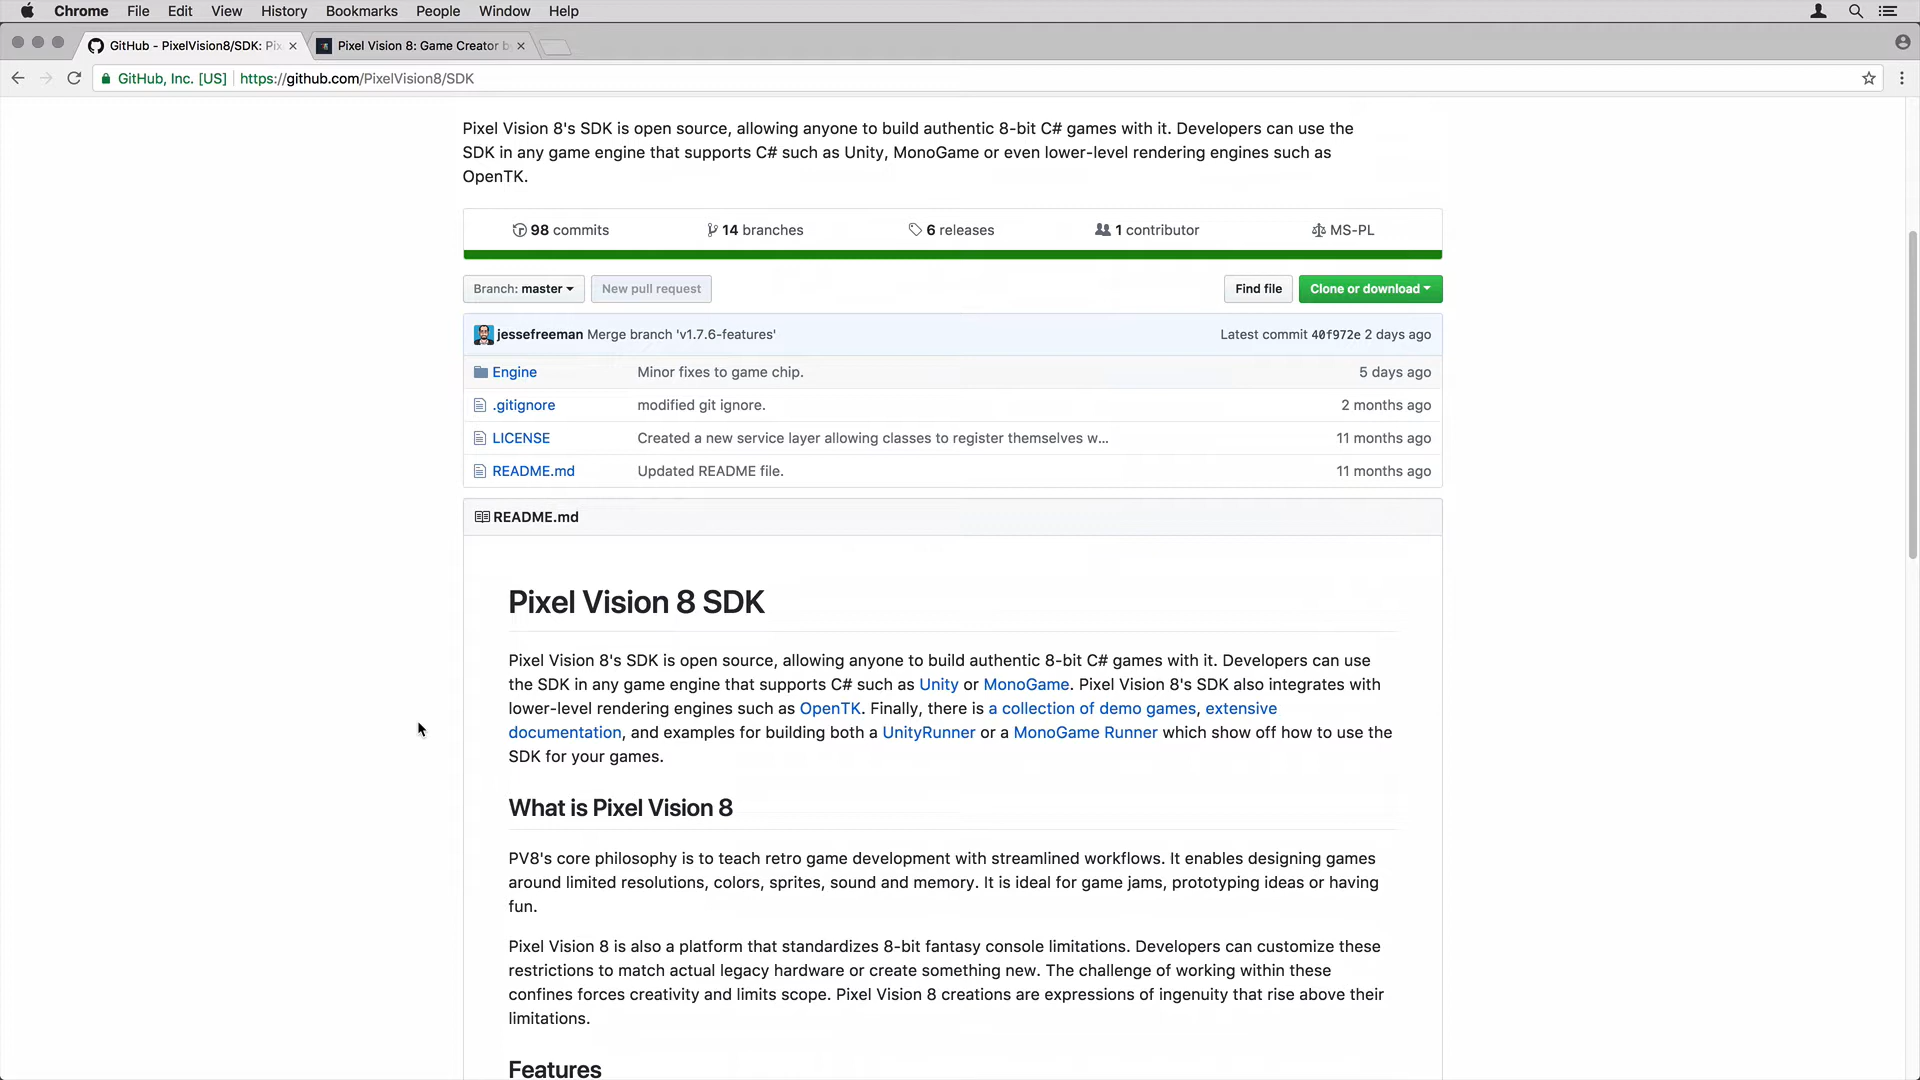 Chrome File Edit View History Bookmarks People Window Help
GitHub - PixelVision8/SDK: Pix
Pixel Vision 8: Game Creator b
GitHub, Inc. [US] https://github.com/PixelVision8/SDK
Pixel Vision 8's SDK is open source, allowing anyone to build authentic 8-bit C# games with it. Developers can use the
SDK in any game engine that supports C# such as Unity, MonoGame or even lower-level rendering engines such as
OpenTK.
98 commits 14 branches 6 releases 1 contributor MS-PL
Branch: master New pull request Find file Clone or download
jessefreeman Merge branch 'v1.7.6-features' Latest commit 40f972e 2 days ago
Engine Minor fixes to game chip. 5 days ago
.gitignore modified git ignore. 2 months ago
LICENSE Created a new service layer allowing classes to register themselves w... 11 months ago
README.md Updated README file. 11 months ago
README.md
Pixel Vision 8 SDK
Pixel Vision 8's SDK is open source, allowing anyone to build authentic 8-bit C# games with it. Developers can use
the SDK in any game engine that supports C# such as Unity or MonoGame. Pixel Vision 8's SDK also integrates with
lower-level rendering engines such as OpenTK. Finally, there is a collection of demo games, extensive
documentation, and examples for building both a UnityRunner or a MonoGame Runner which show off how to use the
SDK for your games.
What is Pixel Vision 8
PV8's core philosophy is to teach retro game development with streamlined workflows. It enables designing games
around limited resolutions, colors, sprites, sound and memory. It is ideal for game jams, prototyping ideas or having
fun.
Pixel Vision 8 is also a platform that standardizes 8-bit fantasy console limitations. Developers can customize these
restrictions to match actual legacy hardware or create something new. The challenge of working within these
confines forces creativity and limits scope. Pixel Vision 8 creations are expressions of ingenuity that rise above their
limitations.
Features